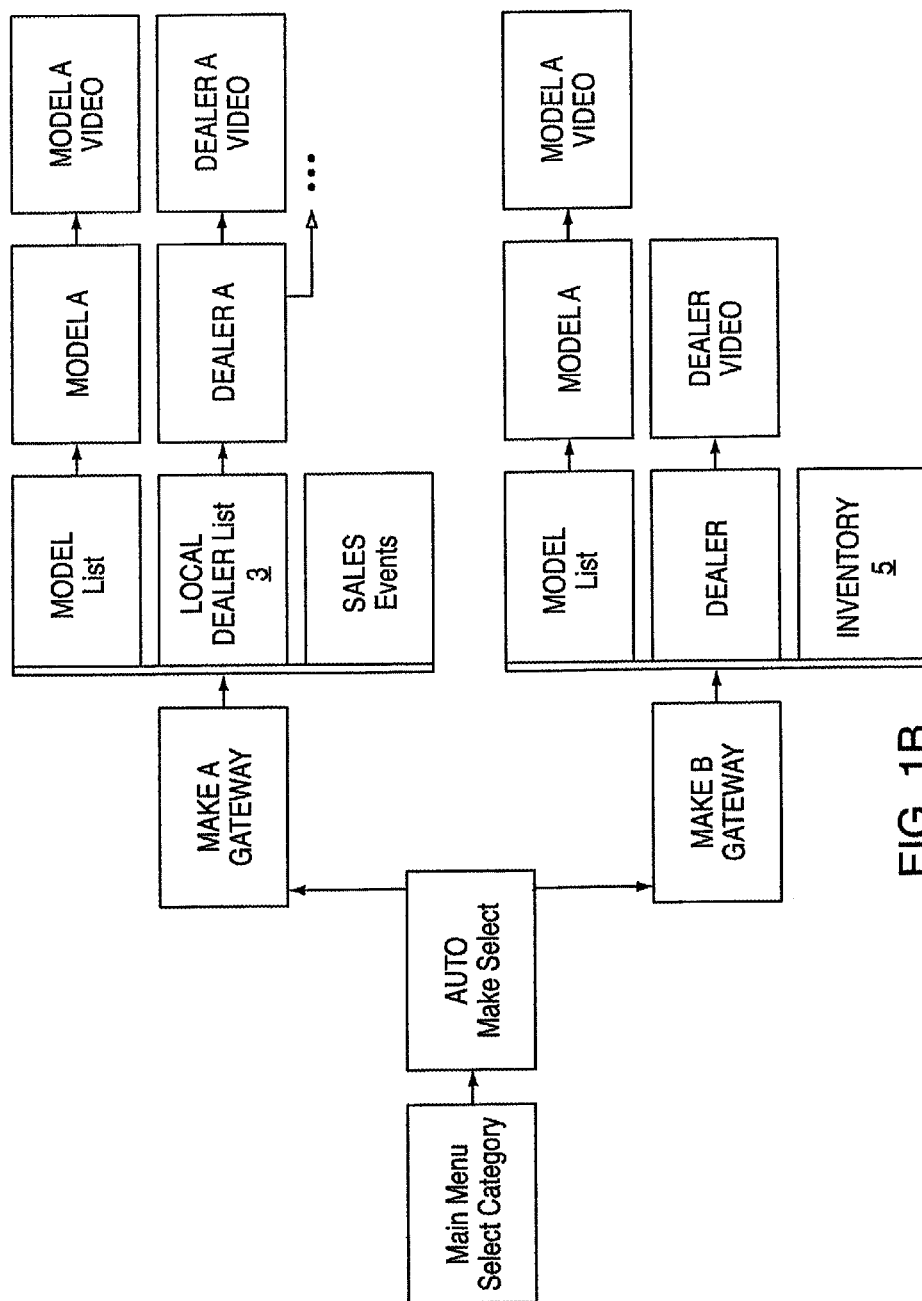 Main Menu
Select Category
AUTO
Make Select
MAKE A
GATEWAY
MODEL
List
MODEL A
MODEL A
VIDEO
LOCAL
DEALER List
3
DEALER A
DEALER A
VIDEO
...
SALES
Events
MAKE B
GATEWAY
MODEL
List
MODEL A
MODEL A
VIDEO
DEALER
DEALER
VIDEO
INVENTORY
5
FIG. 1B